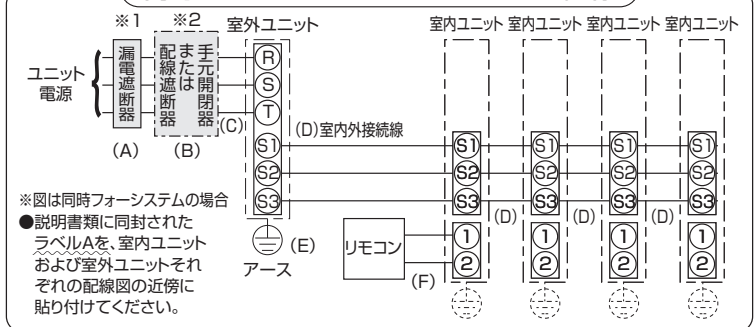 ※1
※2
室外ユニット
室内ユニット 室内ユニット 室内ユニット 室内ユニット
ユニット
電源
漏電遮断器
配線遮断器
または
手元開閉器
R
S
T
(C)
(A)
(B)
(D)室内外接続線
S1
S2
S3
S1 S1 S1 S1
S2 S2 S2 S2
S3 S3 S3 S3
(D) (D) (D)
(E)
アース
リモコン
(F)
1 1 1 1
2 2 2 2
※図は同時フォーシステムの場合
●説明書類に同封された
ラベルAを、室内ユニット
および室外ユニットそれ
ぞれの配線図の近傍に
貼り付けてください。